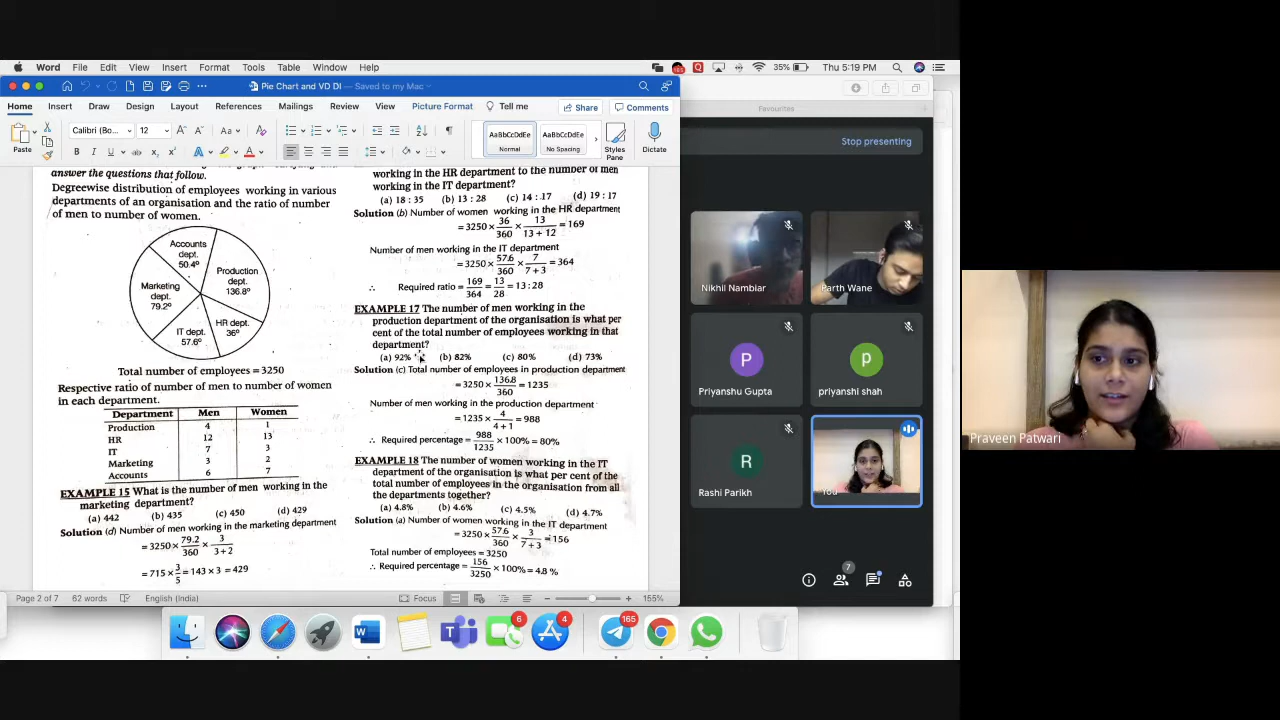 Word File Edit View Insert Format Tools Table Window Help
35% Thu 5:19 PM
Pie Chart and VD DI — Saved to my Mac
Home Insert Draw Design Layout References Mailings Review View Picture Format Tell me
Share Comments
Paste
Calibri (Bo... 12
AaBbCcDdEe
Normal
AaBbCcDdEe
No Spacing
Styles Pane
Dictate
answer the questions that follow.
Degreewise distribution of employees working in various
departments of an organisation and the ratio of number
of men to number of women.
Accounts dept. 50.4°
Production dept. 136.8°
Marketing dept. 79.2°
HR dept. 36°
IT dept. 57.6°
Total number of employees = 3250
Respective ratio of number of men to number of women
in each department.
Department Men Women
Production 4 1
HR 12 13
IT 7 3
Marketing 3 2
Accounts 6 7
EXAMPLE 15 What is the number of men working in the
marketing department?
(a) 442 (b) 435 (c) 450 (d) 429
Solution (d) Number of men working in the marketing department
= 3250 × 79.2/360 × 3/(3 + 2)
= 715 × 3/5 = 143 × 3 = 429
working in the HR department to the number of men
working in the IT department?
(a) 18 : 35 (b) 13 : 28 (c) 14 : 17 (d) 19 : 17
Solution (b) Number of women working in the HR department
= 3250 × 36/360 × 13/(13 + 12) = 169
Number of men working in the IT department
= 3250 × 57.6/360 × 7/(7 + 3) = 364
∴ Required ratio = 169/364 = 13/28 = 13 : 28
EXAMPLE 17 The number of men working in the
production department of the organisation is what per
cent of the total number of employees working in that
department?
(a) 92% (b) 82% (c) 80% (d) 73%
Solution (c) Total number of employees in production department
= 3250 × 136.8/360 = 1235
Number of men working in the production department
= 1235 × 4/(4 + 1) = 988
∴ Required percentage = 988/1235 × 100% = 80%
EXAMPLE 18 The number of women working in the IT
department of the organisation is what per cent of the
total number of employees in the organisation from all
the departments together?
(a) 4.8% (b) 4.6% (c) 4.5% (d) 4.7%
Solution (a) Number of women working in the IT department
= 3250 × 57.6/360 × 3/(7 + 3) = 156
Total number of employees = 3250
∴ Required percentage = 156/3250 × 100% = 4.8 %
Page 2 of 7 62 words English (India) Focus 155%
Favourites
Stop presenting
Nikhil Nambiar
Parth Wane
P
Priyanshu Gupta
p
priyanshi shah
R
Rashi Parikh
You
7
Praveen Patwari
6
4
165